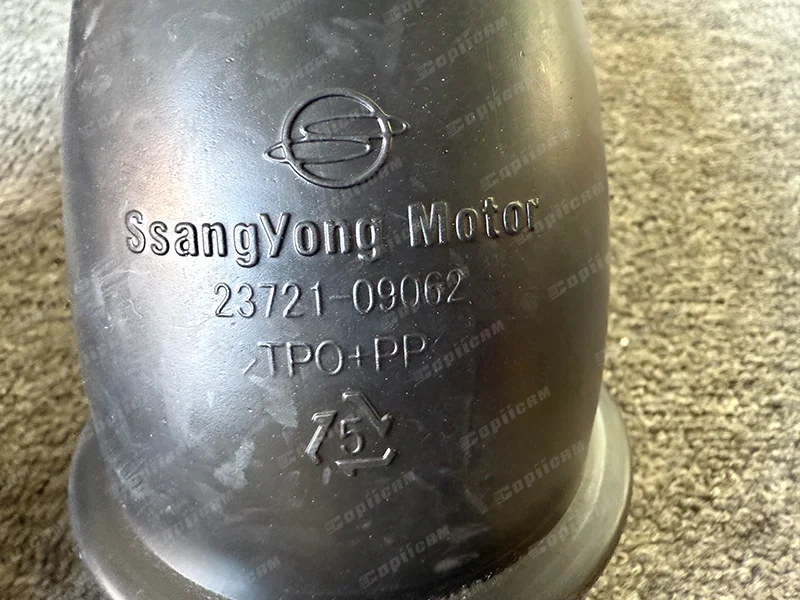 SsangYong Motor
23721-09062
>TPO+PP<
5